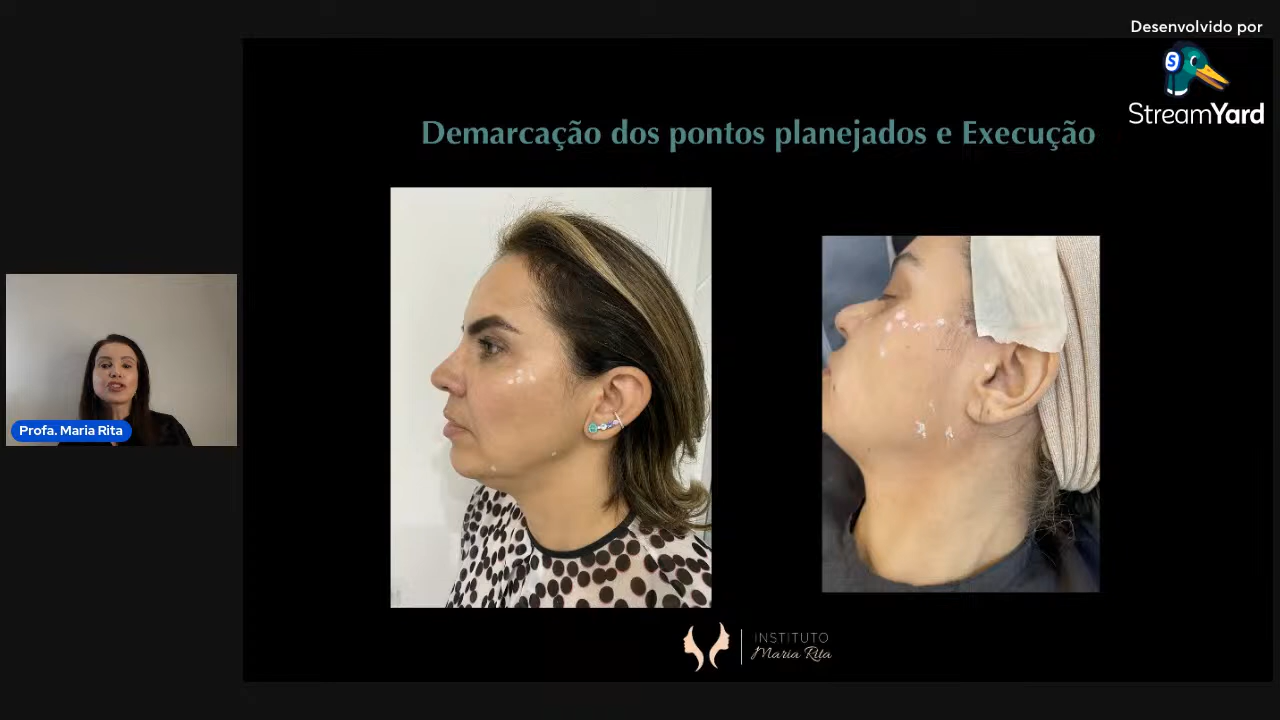 Desenvolvido por
StreamYard
Demarcação dos pontos planejados e Execução
Profa. Maria Rita
INSTITUTO
Maria Rita